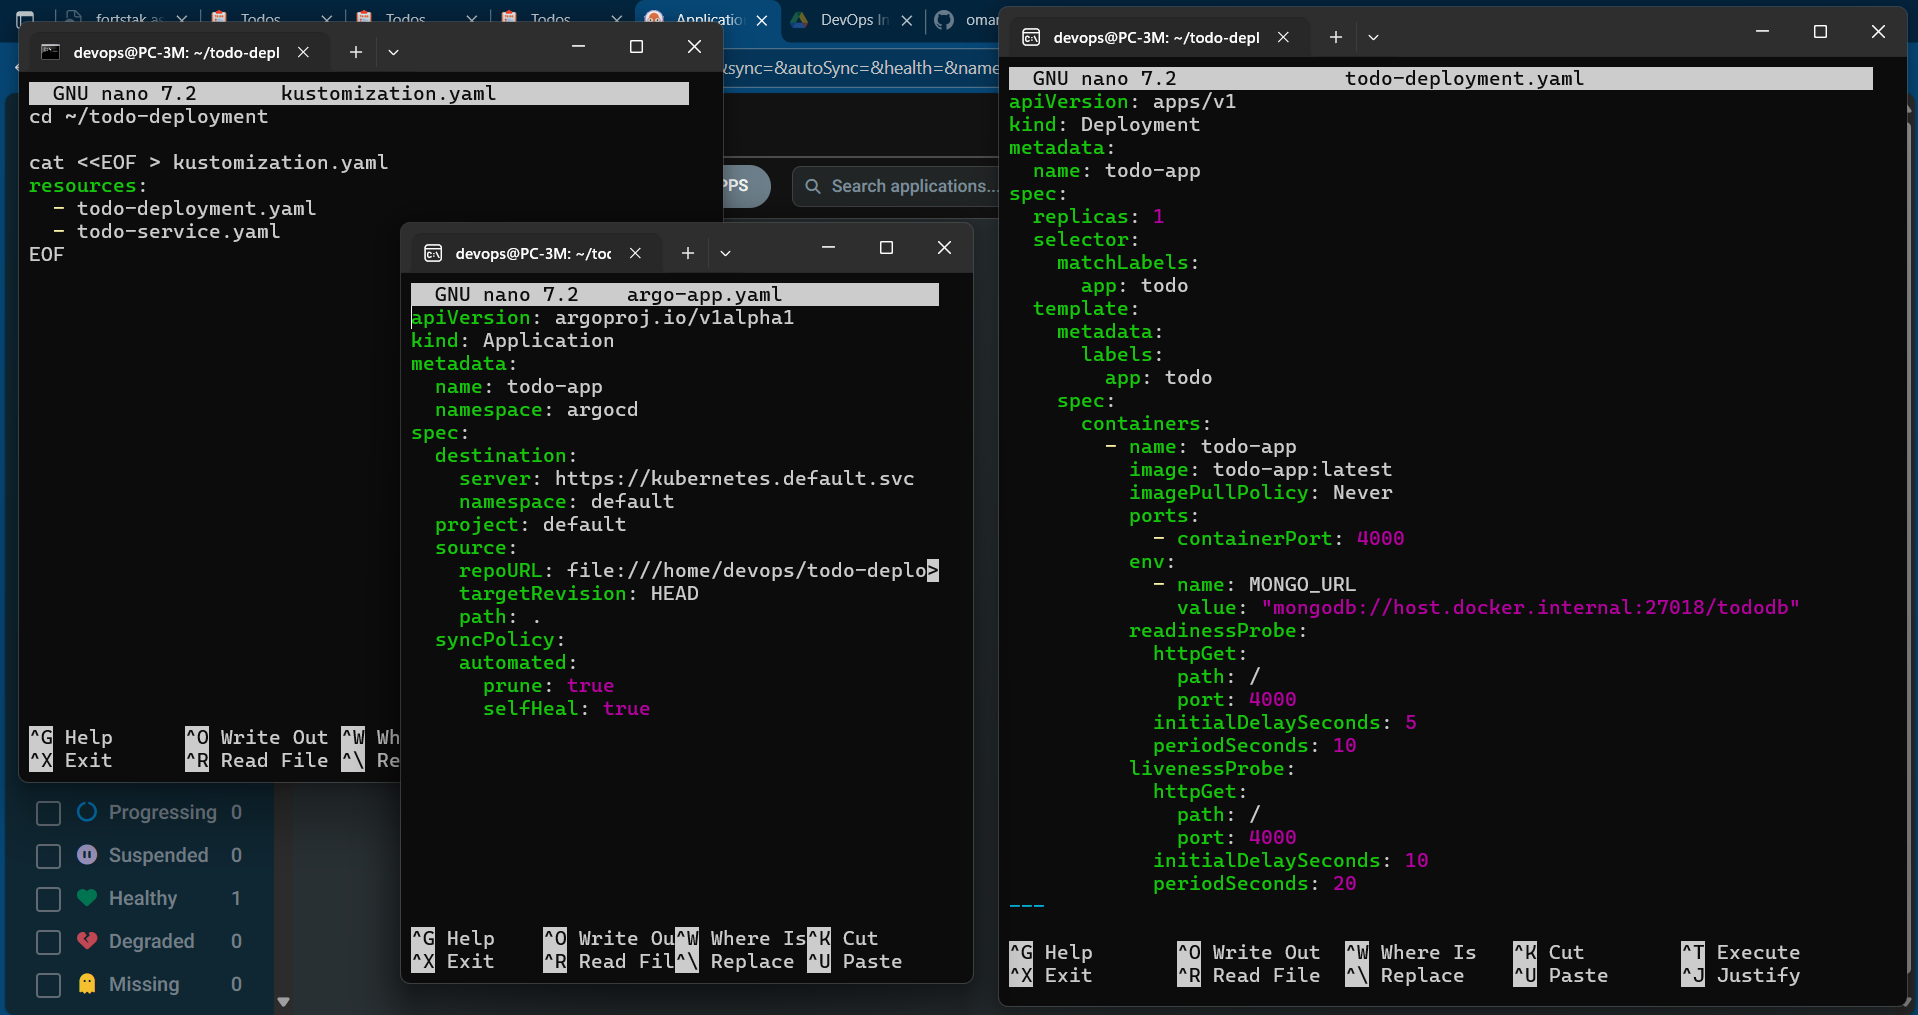 fortstak as
Todos
Todos
Todos
Applicatio
DevOps In
omar
&sync=&autoSync=&health=&name
PPS
Search applications...
devops@PC-3M: ~/todo-depl
GNU nano 7.2 kustomization.yaml
cd ~/todo-deployment
cat <<EOF > kustomization.yaml
resources:
- todo-deployment.yaml
- todo-service.yaml
EOF
^G Help ^O Write Out ^W Wh
^X Exit ^R Read File ^\ Re
devops@PC-3M: ~/toc
GNU nano 7.2 argo-app.yaml
apiVersion: argoproj.io/v1alpha1
kind: Application
metadata:
name: todo-app
namespace: argocd
spec:
destination:
server: https://kubernetes.default.svc
namespace: default
project: default
source:
repoURL: file:///home/devops/todo-deplo>
targetRevision: HEAD
path: .
syncPolicy:
automated:
prune: true
selfHeal: true
^G Help ^O Write Ou^W Where Is^K Cut
^X Exit ^R Read Fil^\ Replace ^U Paste
devops@PC-3M: ~/todo-depl
GNU nano 7.2 todo-deployment.yaml
apiVersion: apps/v1
kind: Deployment
metadata:
name: todo-app
spec:
replicas: 1
selector:
matchLabels:
app: todo
template:
metadata:
labels:
app: todo
spec:
containers:
- name: todo-app
image: todo-app:latest
imagePullPolicy: Never
ports:
- containerPort: 4000
env:
- name: MONGO_URL
value: "mongodb://host.docker.internal:27018/tododb"
readinessProbe:
httpGet:
path: /
port: 4000
initialDelaySeconds: 5
periodSeconds: 10
livenessProbe:
httpGet:
path: /
port: 4000
initialDelaySeconds: 10
periodSeconds: 20
---
^G Help ^O Write Out ^W Where Is ^K Cut ^T Execute
^X Exit ^R Read File ^\ Replace ^U Paste ^J Justify
Progressing 0
Suspended 0
Healthy 1
Degraded 0
Missing 0